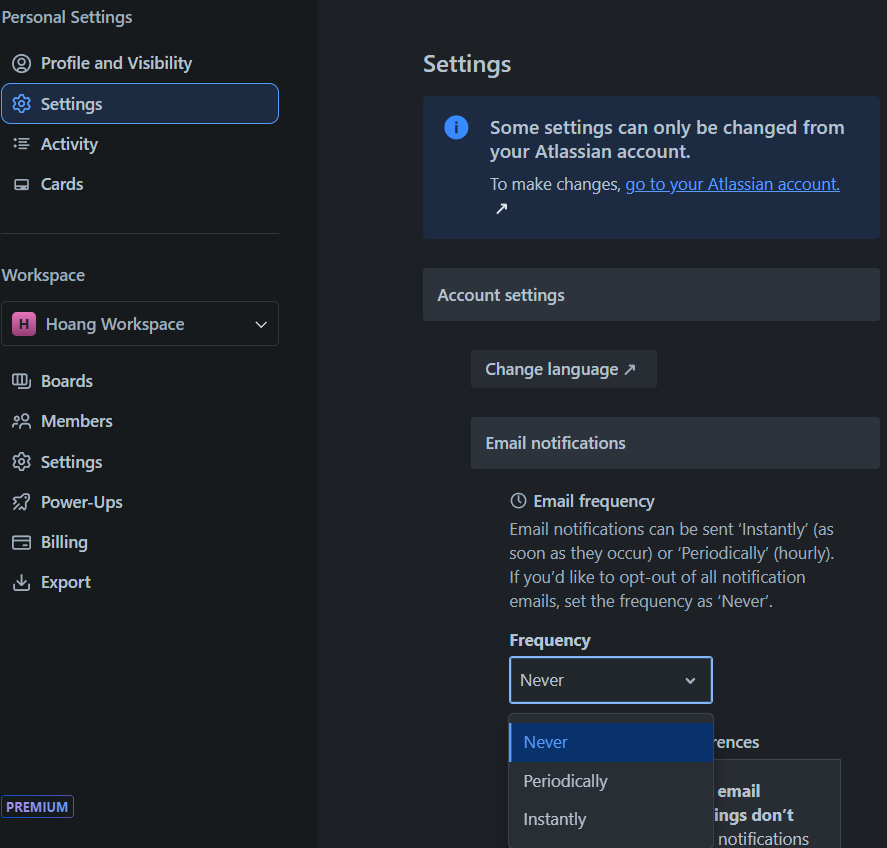 Personal Settings
Profile and Visibility
Settings
Activity
Cards
Workspace
H Hoang Workspace
Boards
Members
Settings
Power-Ups
Billing
Export
PREMIUM
Settings
Some settings can only be changed from
your Atlassian account.
To make changes, go to your Atlassian account.
Account settings
Change language
Email notifications
Email frequency
Email notifications can be sent ‘Instantly’ (as
soon as they occur) or ‘Periodically’ (hourly).
If you’d like to opt-out of all notification
emails, set the frequency as ‘Never’.
Frequency
Never
Never
Periodically
Instantly
rences
email
ings don’t
notifications